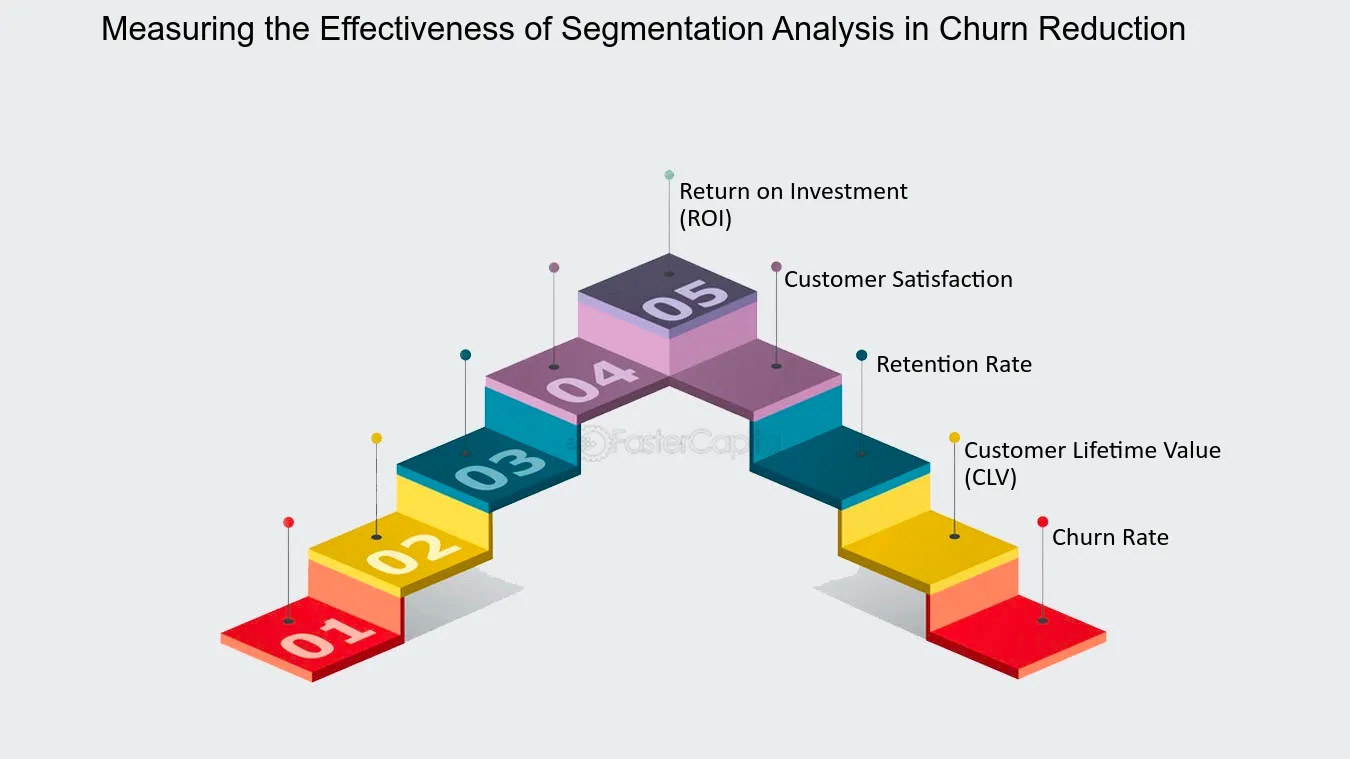 Measuring the Effectiveness of Segmentation Analysis in Churn Reduction
Return on Investment
(ROI)
05
Customer Satisfaction
04
Retention Rate
03
FasterCapital
Customer Lifetime Value
(CLV)
02
Churn Rate
01